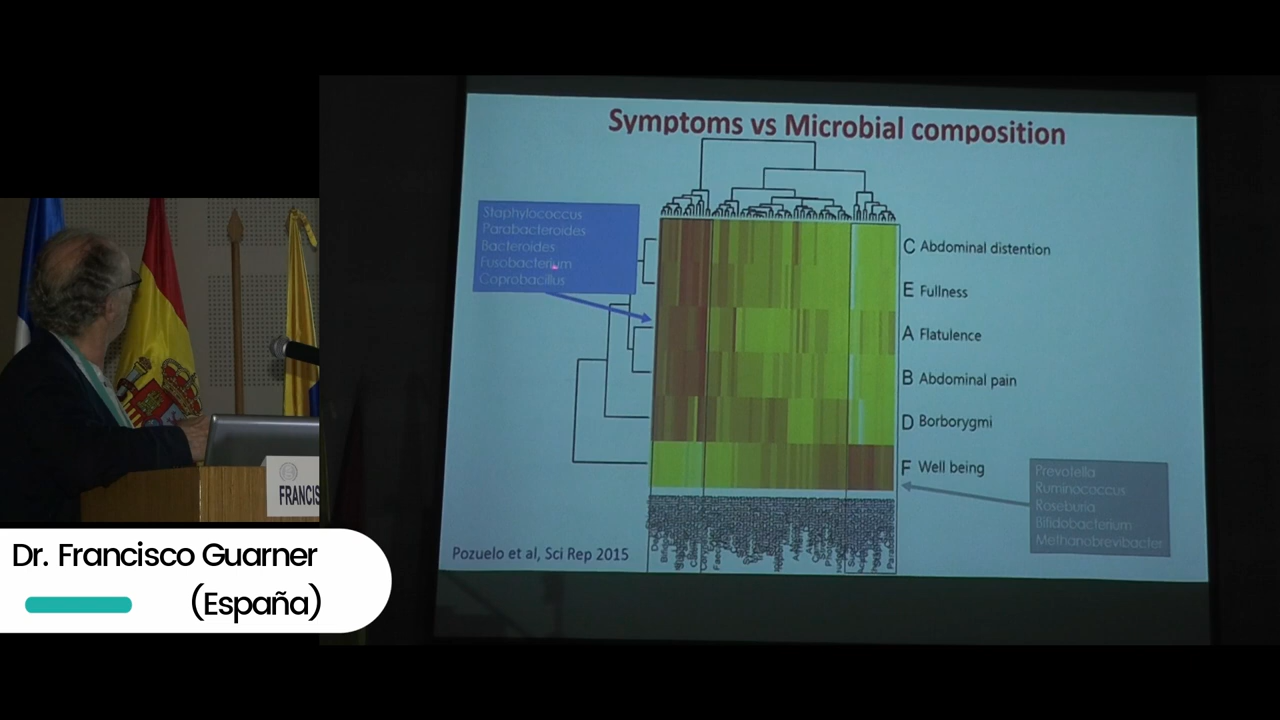 Symptoms vs Microbial composition
Staphylococcus
Parabacteroides
Bacteroides
Fusobacterium
Coprobacillus
C Abdominal distention
E Fullness
A Flatulence
B Abdominal pain
D Borborygmi
F Well being
Prevotella
Ruminococcus
Roseburia
Bifidobacterium
Methanobrevibacter
Pozuelo et al, Sci Rep 2015
FRANCIS
Dr. Francisco Guarner
(España)